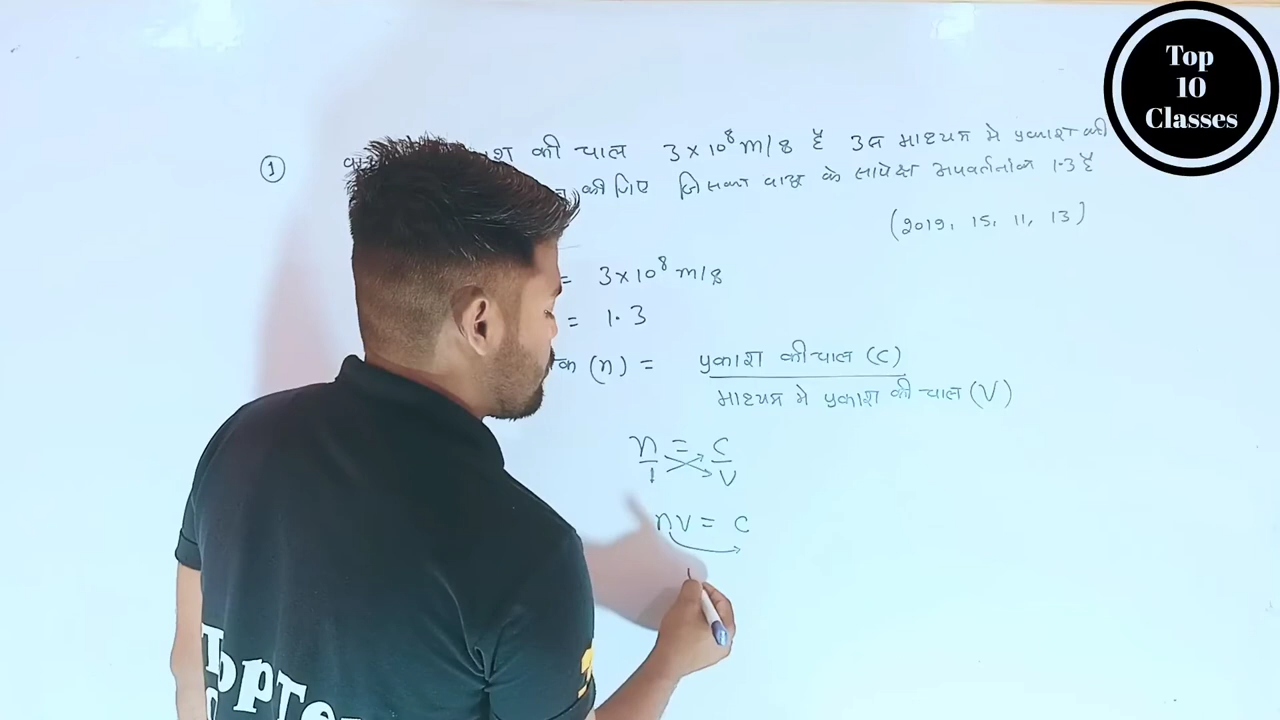 Top
10
Classes
① की चाल 3×10⁸ m/s है उस माध्यम मे प्रकाश की
कीजिए जिसका वायु के सापेक्ष अपवर्तनांक 1.3 है
(2019, 15, 11, 13)
= 3×10⁸ m/s
= 1.3
(n) = प्रकाश की चाल (c)
माध्यम मे प्रकाश की चाल (V)
n = c
1 V
nv = c